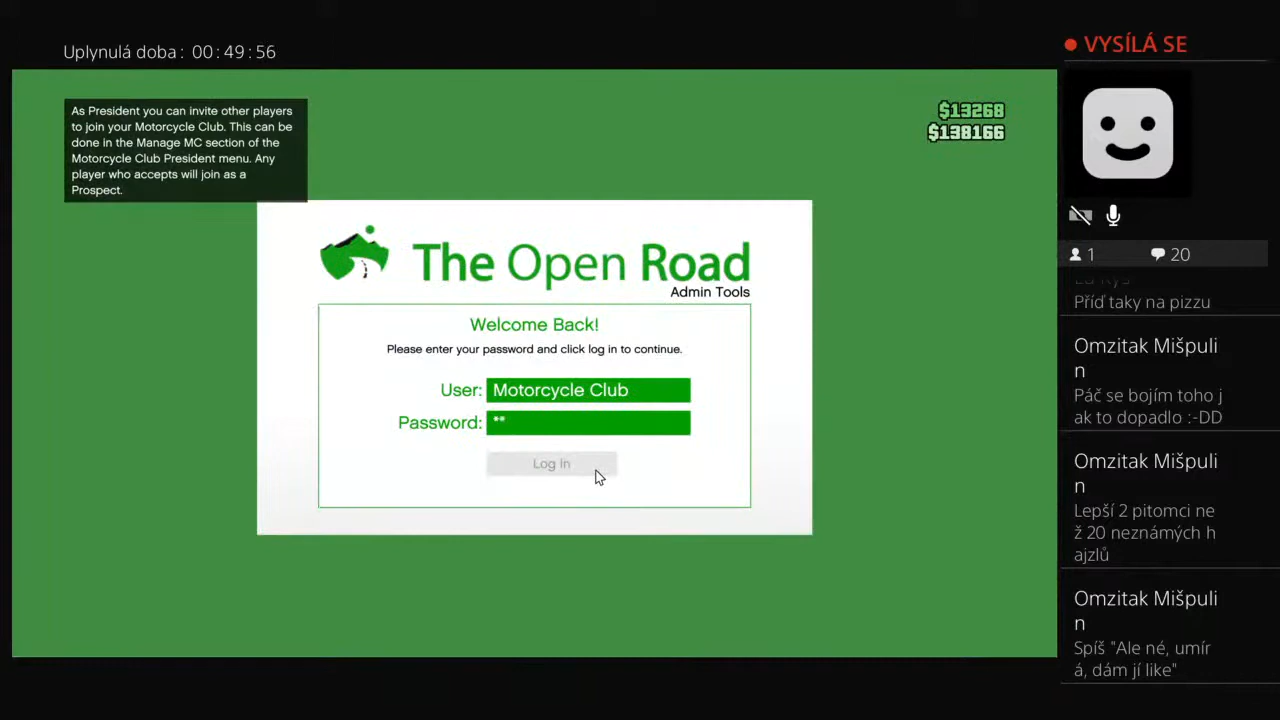 Uplynulá doba: 00:49:56
VYSÍLÁ SE
As President you can invite other players
to join your Motorcycle Club. This can be
done in the Manage MC section of the
Motorcycle Club President menu. Any
player who accepts will join as a
Prospect.
$13268
$138166
The Open Road
Admin Tools
Welcome Back!
Please enter your password and click log in to continue.
User: Motorcycle Club
Password: **
Log In
1 20
Příď taky na pizzu
Omzitak Mišpuli
n
Páč se bojím toho j
ak to dopadlo :-DD
Omzitak Mišpuli
n
Lepší 2 pitomci ne
ž 20 neznámých h
ajzlů
Omzitak Mišpuli
n
Spíš "Ale né, umír
á, dám jí like"